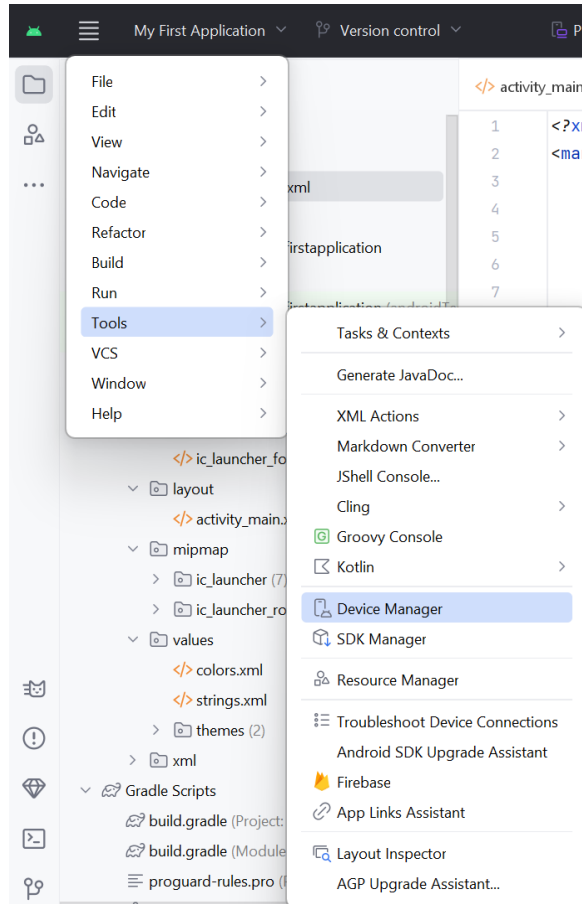 My First Application
Version control
P
File
Edit
View
Navigate
Code
Refactor
Build
Run
Tools
VCS
Window
Help
xml
firstapplication
activity_main
1
<?x
2
<ma
3
4
5
6
7
Tasks & Contexts
Generate JavaDoc...
XML Actions
Markdown Converter
JShell Console...
Cling
Groovy Console
Kotlin
Device Manager
SDK Manager
Resource Manager
Troubleshoot Device Connections
Android SDK Upgrade Assistant
Firebase
App Links Assistant
Layout Inspector
AGP Upgrade Assistant...
ic_launcher_fo
layout
activity_main.x
mipmap
ic_launcher (7)
ic_launcher_ro
values
colors.xml
strings.xml
themes (2)
xml
Gradle Scripts
build.gradle (Project:
build.gradle (Module
proguard-rules.pro (